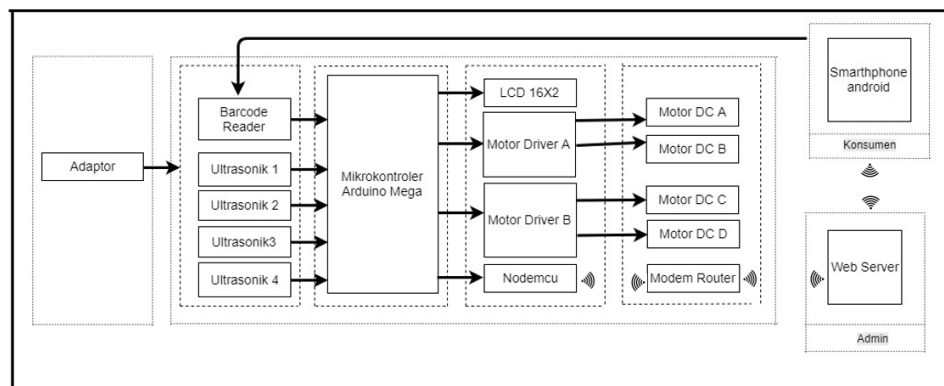 Adaptor
Barcode
Reader
Ultrasonik 1
Ultrasonik 2
Ultrasonik3
Ultrasonik 4
Mikrokontroler
Arduino Mega
LCD 16X2
Motor Driver A
Motor Driver B
Nodemcu
Motor DC A
Motor DC B
Motor DC C
Motor DC D
Modem Router
Smarthphone
android
Konsumen
Web Server
Admin